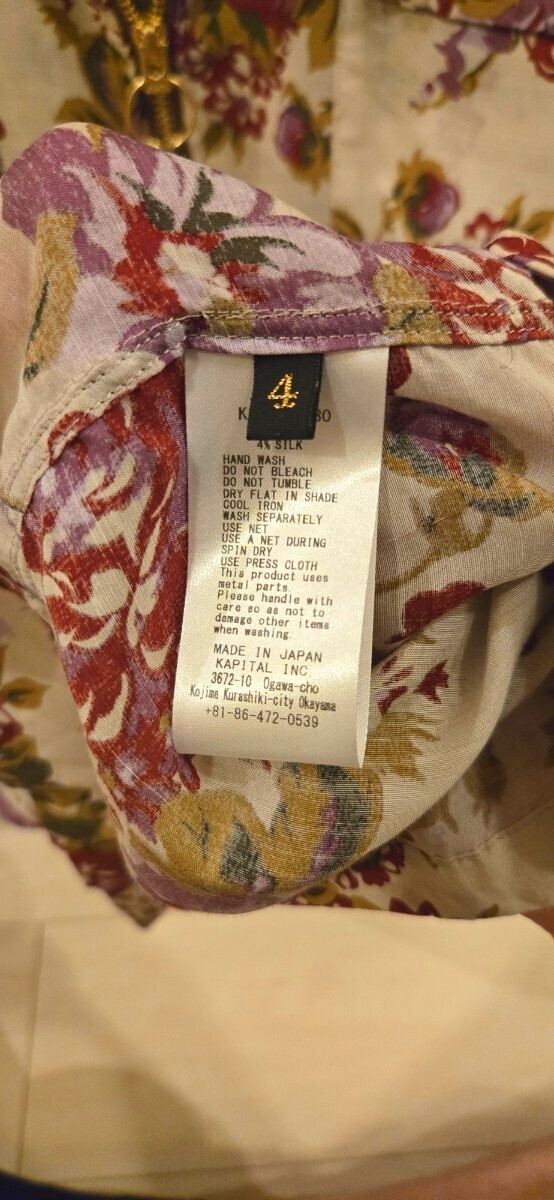 4
K 80
4% SILK
HAND WASH
DO NOT BLEACH
DO NOT TUMBLE
DRY FLAT IN SHADE
COOL IRON
WASH SEPARATELY
USE NET
USE A NET DURING
SPIN DRY
USE PRESS CLOTH
This product uses
metal parts.
Please handle with
care so as not to
damage other items
when washing.
MADE IN JAPAN
KAPITAL INC.
3672-10 Ogawa-cho
Kojima Kurashiki-city Okayama
+81-86-472-0539